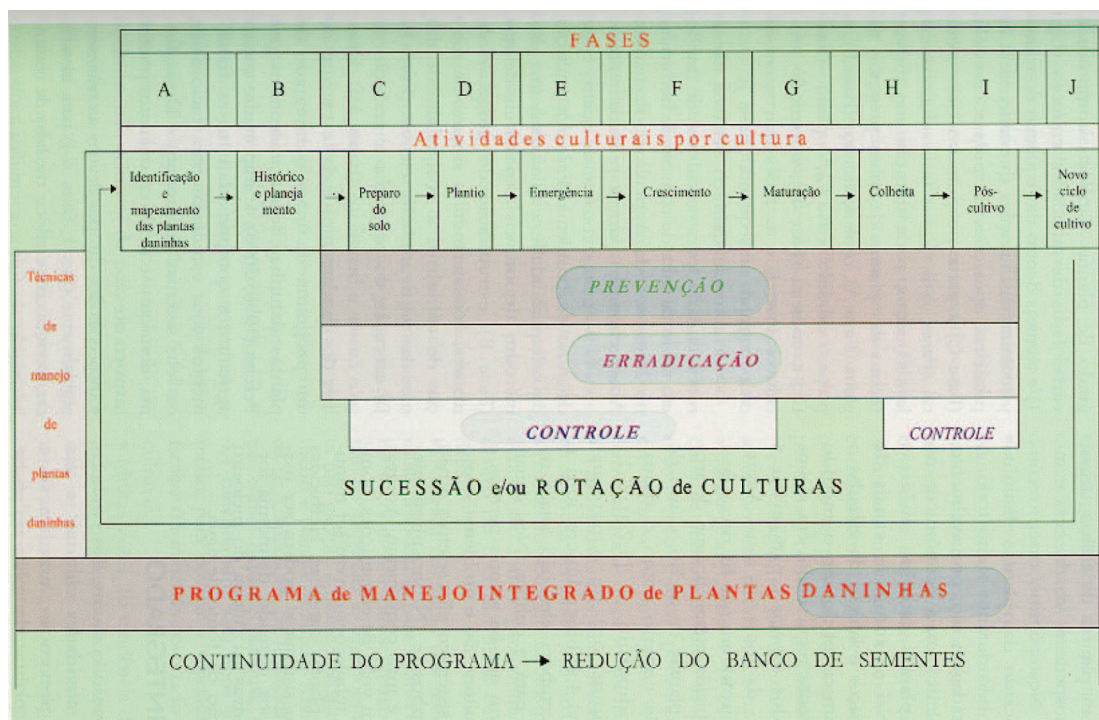 FASES
A B C D E F G H I J
Atividades culturais por cultura
Identificação
e
mapeamento
das plantas
daninhas
Histórico
e planeja
mento
Preparo
do
solo
Plantio
Emergência
Crescimento
Maturação
Colheita
Pós-
cultivo
Novo
ciclo
de
cultivo
Técnicas
de
manejo
de
plantas
daninhas
PREVENÇÃO
ERRADICAÇÃO
CONTROLE
CONTROLE
SUCESSÃO e/ou ROTAÇÃO de CULTURAS
PROGRAMA de MANEJO INTEGRADO de PLANTAS DANINHAS
CONTINUIDADE DO PROGRAMA → REDUÇÃO DO BANCO DE SEMENTES